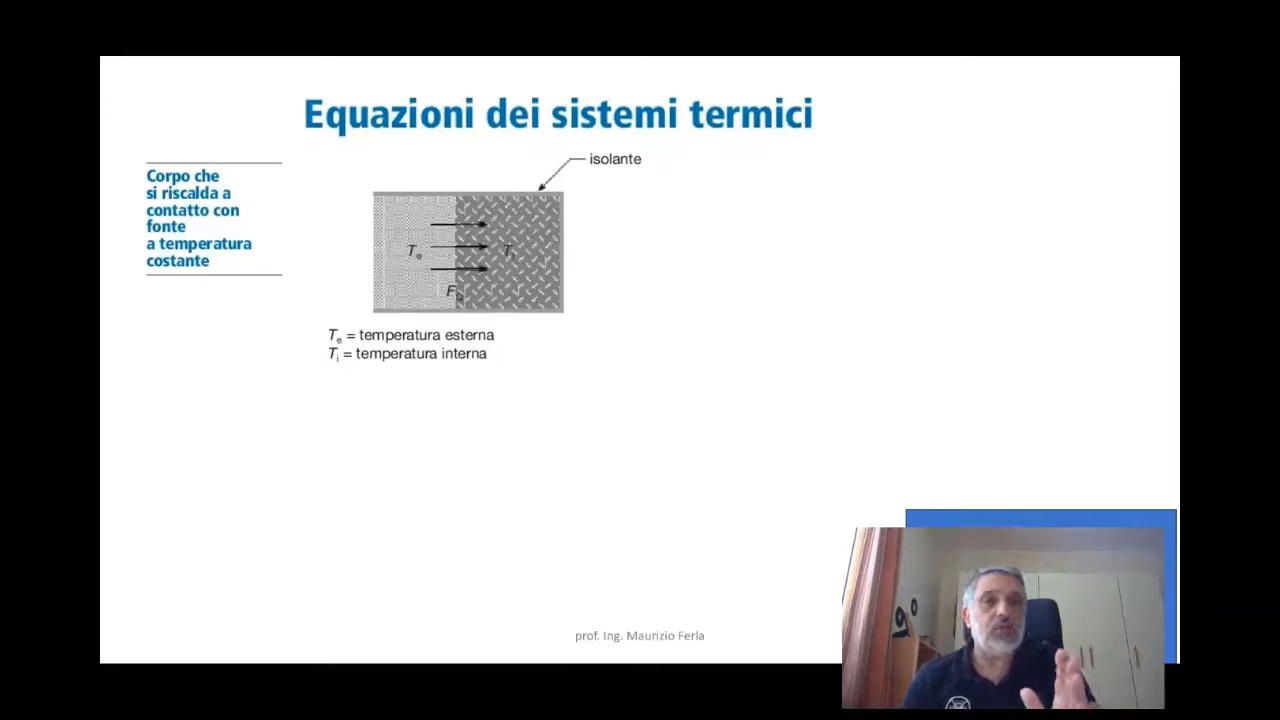 Equazioni dei sistemi termici
isolante
Corpo che
si riscalda a
contatto con
fonte
a temperatura
costante
Te
Ti
Te = temperatura esterna
Ti = temperatura interna
prof. Ing. Maurizio Ferla